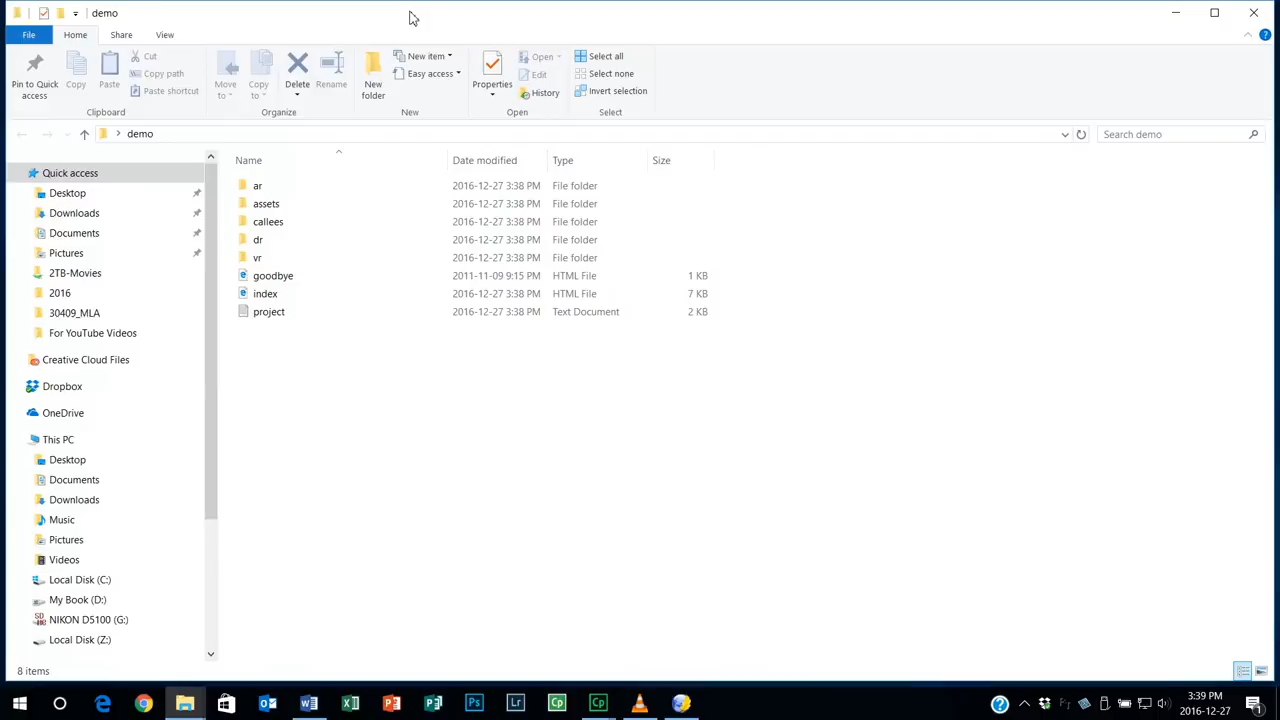 demo
File Home Share View
Pin to Quick access
Copy
Paste
Cut
Copy path
Paste shortcut
Clipboard
Move to
Copy to
Delete
Rename
Organize
New folder
New item
Easy access
New
Properties
Open
Edit
History
Open
Select all
Select none
Invert selection
Select
demo
Search demo
Quick access
Desktop
Downloads
Documents
Pictures
2TB-Movies
2016
30409_MLA
For YouTube Videos
Creative Cloud Files
Dropbox
OneDrive
This PC
Desktop
Documents
Downloads
Music
Pictures
Videos
Local Disk (C:)
My Book (D:)
NIKON D5100 (G:)
Local Disk (Z:)
Name Date modified Type Size
ar 2016-12-27 3:38 PM File folder
assets 2016-12-27 3:38 PM File folder
callees 2016-12-27 3:38 PM File folder
dr 2016-12-27 3:38 PM File folder
vr 2016-12-27 3:38 PM File folder
goodbye 2011-11-09 9:15 PM HTML File 1 KB
index 2016-12-27 3:38 PM HTML File 7 KB
project 2016-12-27 3:38 PM Text Document 2 KB
8 items
Ps
Lr
Cp
Cp
3:39 PM
2016-12-27